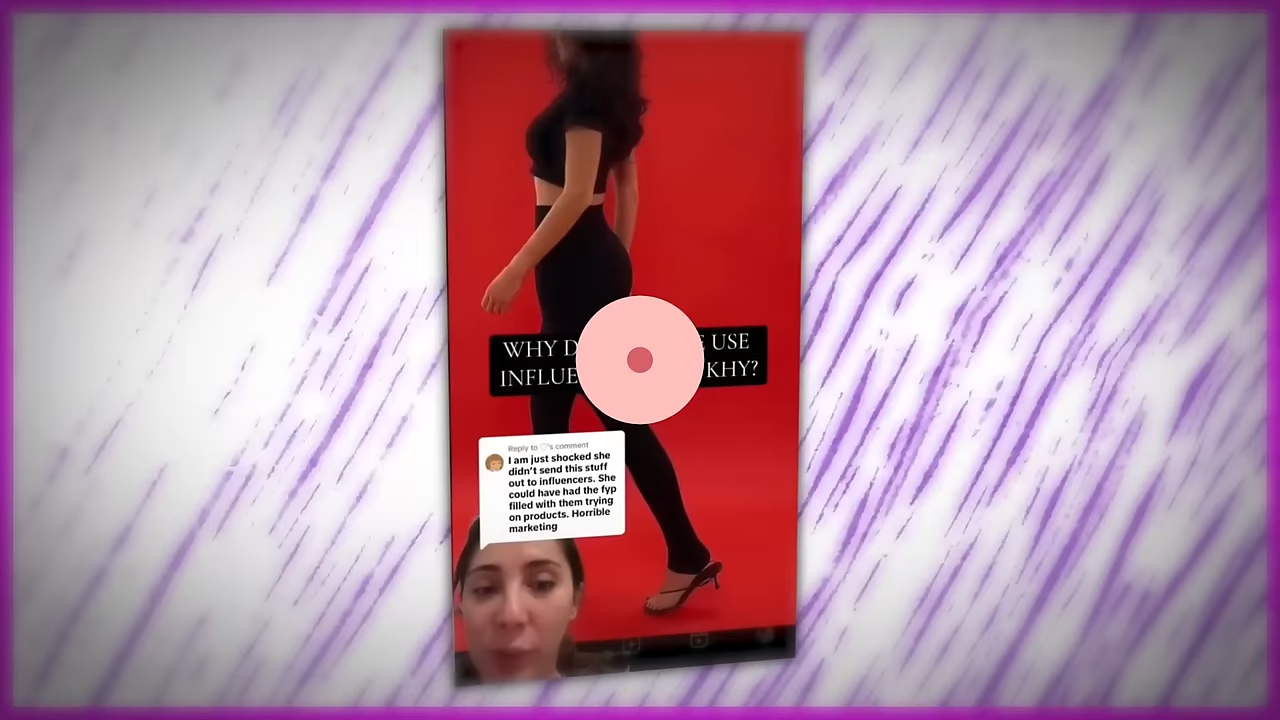 WHY D USE
INFLUE KHY?
Reply to 's comment
I am just shocked she
didn't send this stuff
out to influencers. She
could have had the fyp
filled with them trying
on products. Horrible
marketing